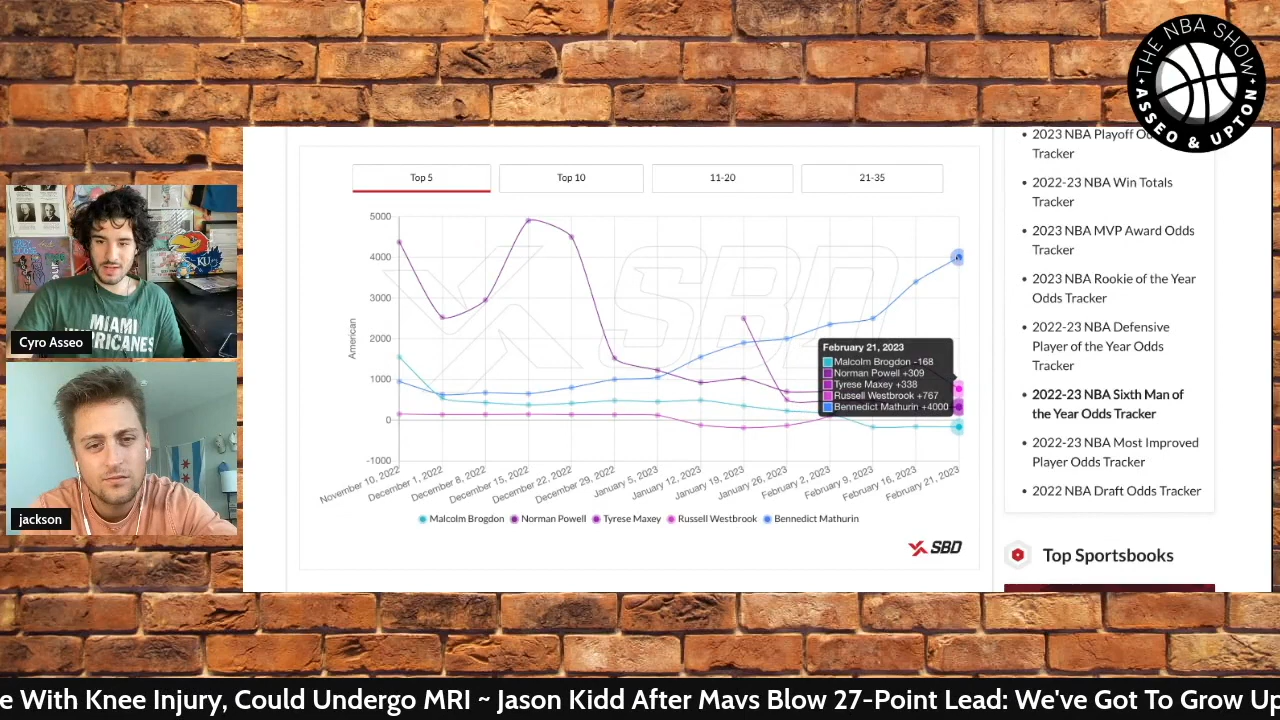 THE NBA SHOW
ASSEO & UPTON
2023 NBA Playoff
Tracker
2022-23 NBA Win Totals
Tracker
2023 NBA MVP Award Odds
Tracker
2023 NBA Rookie of the Year
Odds Tracker
2022-23 NBA Defensive
Player of the Year Odds
Tracker
2022-23 NBA Sixth Man of
the Year Odds Tracker
2022-23 NBA Most Improved
Player Odds Tracker
2022 NBA Draft Odds Tracker
Top Sportsbooks
Top 5
Top 10
11-20
21-35
American
5000
4000
3000
2000
1000
0
-1000
SBD
February 21, 2023
Malcolm Brogdon -168
Norman Powell +309
Tyrese Maxey +338
Russell Westbrook +767
Bennedict Mathurin +4000
November 10, 2022
December 1, 2022
December 8, 2022
December 15, 2022
December 22, 2022
December 29, 2022
January 5, 2023
January 12, 2023
January 19, 2023
January 26, 2023
February 2, 2023
February 9, 2023
February 16, 2023
February 21, 2023
Malcolm Brogdon Norman Powell Tyrese Maxey Russell Westbrook Bennedict Mathurin
SBD
KU
MIAMI
Cyro Asseo
jackson
e With Knee Injury, Could Undergo MRI ~ Jason Kidd After Mavs Blow 27-Point Lead: We've Got To Grow Up